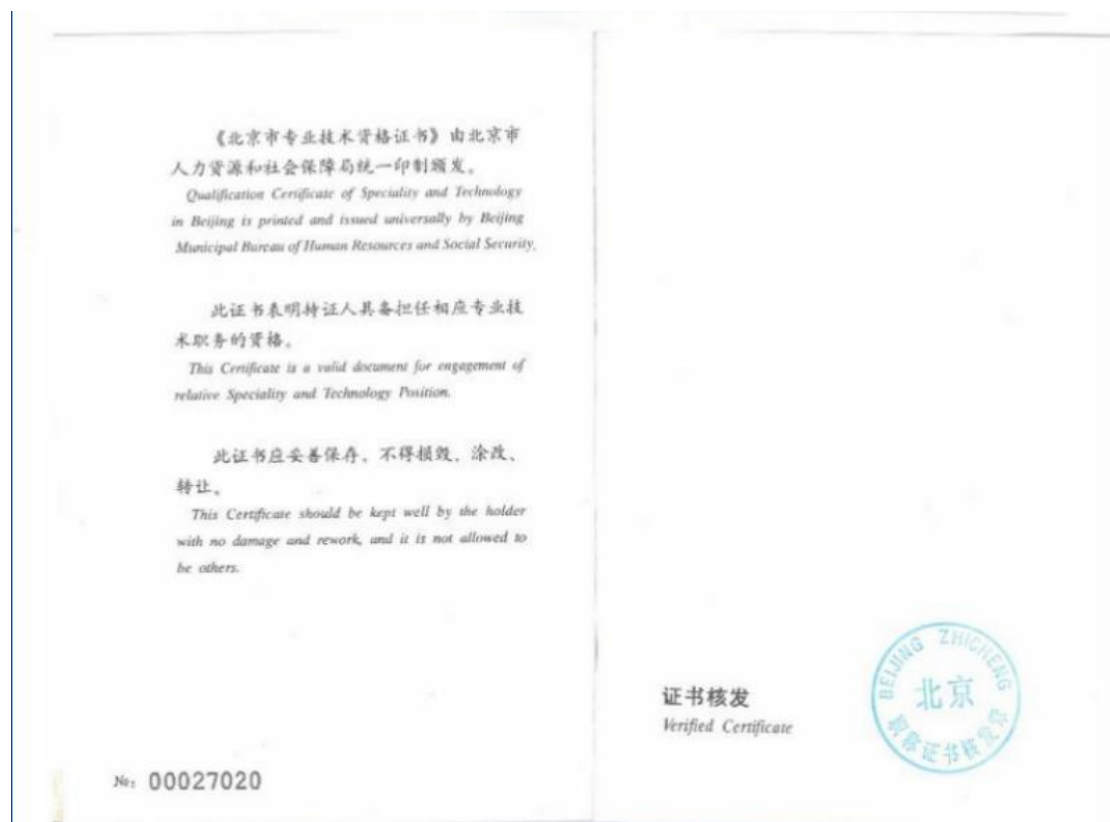 《北京市专业技术资格证书》由北京市
人力资源和社会保障局统一印制颁发。
Qualification Certificate of Speciality and Technology
in Beijing is printed and issued universally by Beijing
Municipal Bureau of Human Resources and Social Security.
此证书表明持证人具备担任相应专业技
术职务的资格。
This Certificate is a valid document for engagement of
relative Speciality and Technology Position.
此证书应妥善保存、不得损毁、涂改、
转让。
This Certificate should be kept well by the holder
with no damage and rework, and it is not allowed to
be others.
No: 00027020
证书核发
Verified Certificate
BEIJING ZHICHENG
北京
职称证书核发章